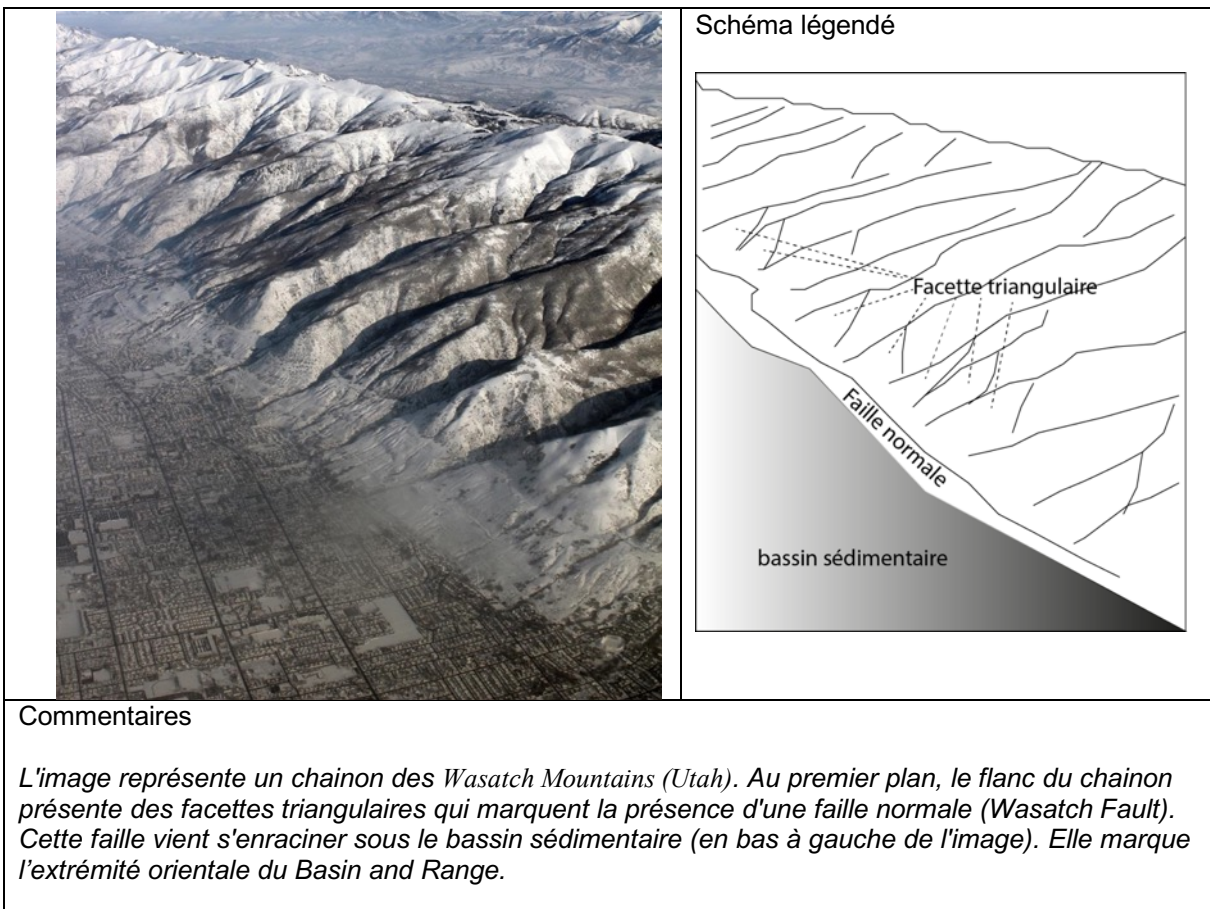 Schéma légendé
Facette triangulaire
Faille normale
bassin sédimentaire
Commentaires
L'image représente un chainon des Wasatch Mountains (Utah). Au premier plan, le flanc du chainon
présente des facettes triangulaires qui marquent la présence d'une faille normale (Wasatch Fault).
Cette faille vient s'enraciner sous le bassin sédimentaire (en bas à gauche de l'image). Elle marque
l’extrémité orientale du Basin and Range.